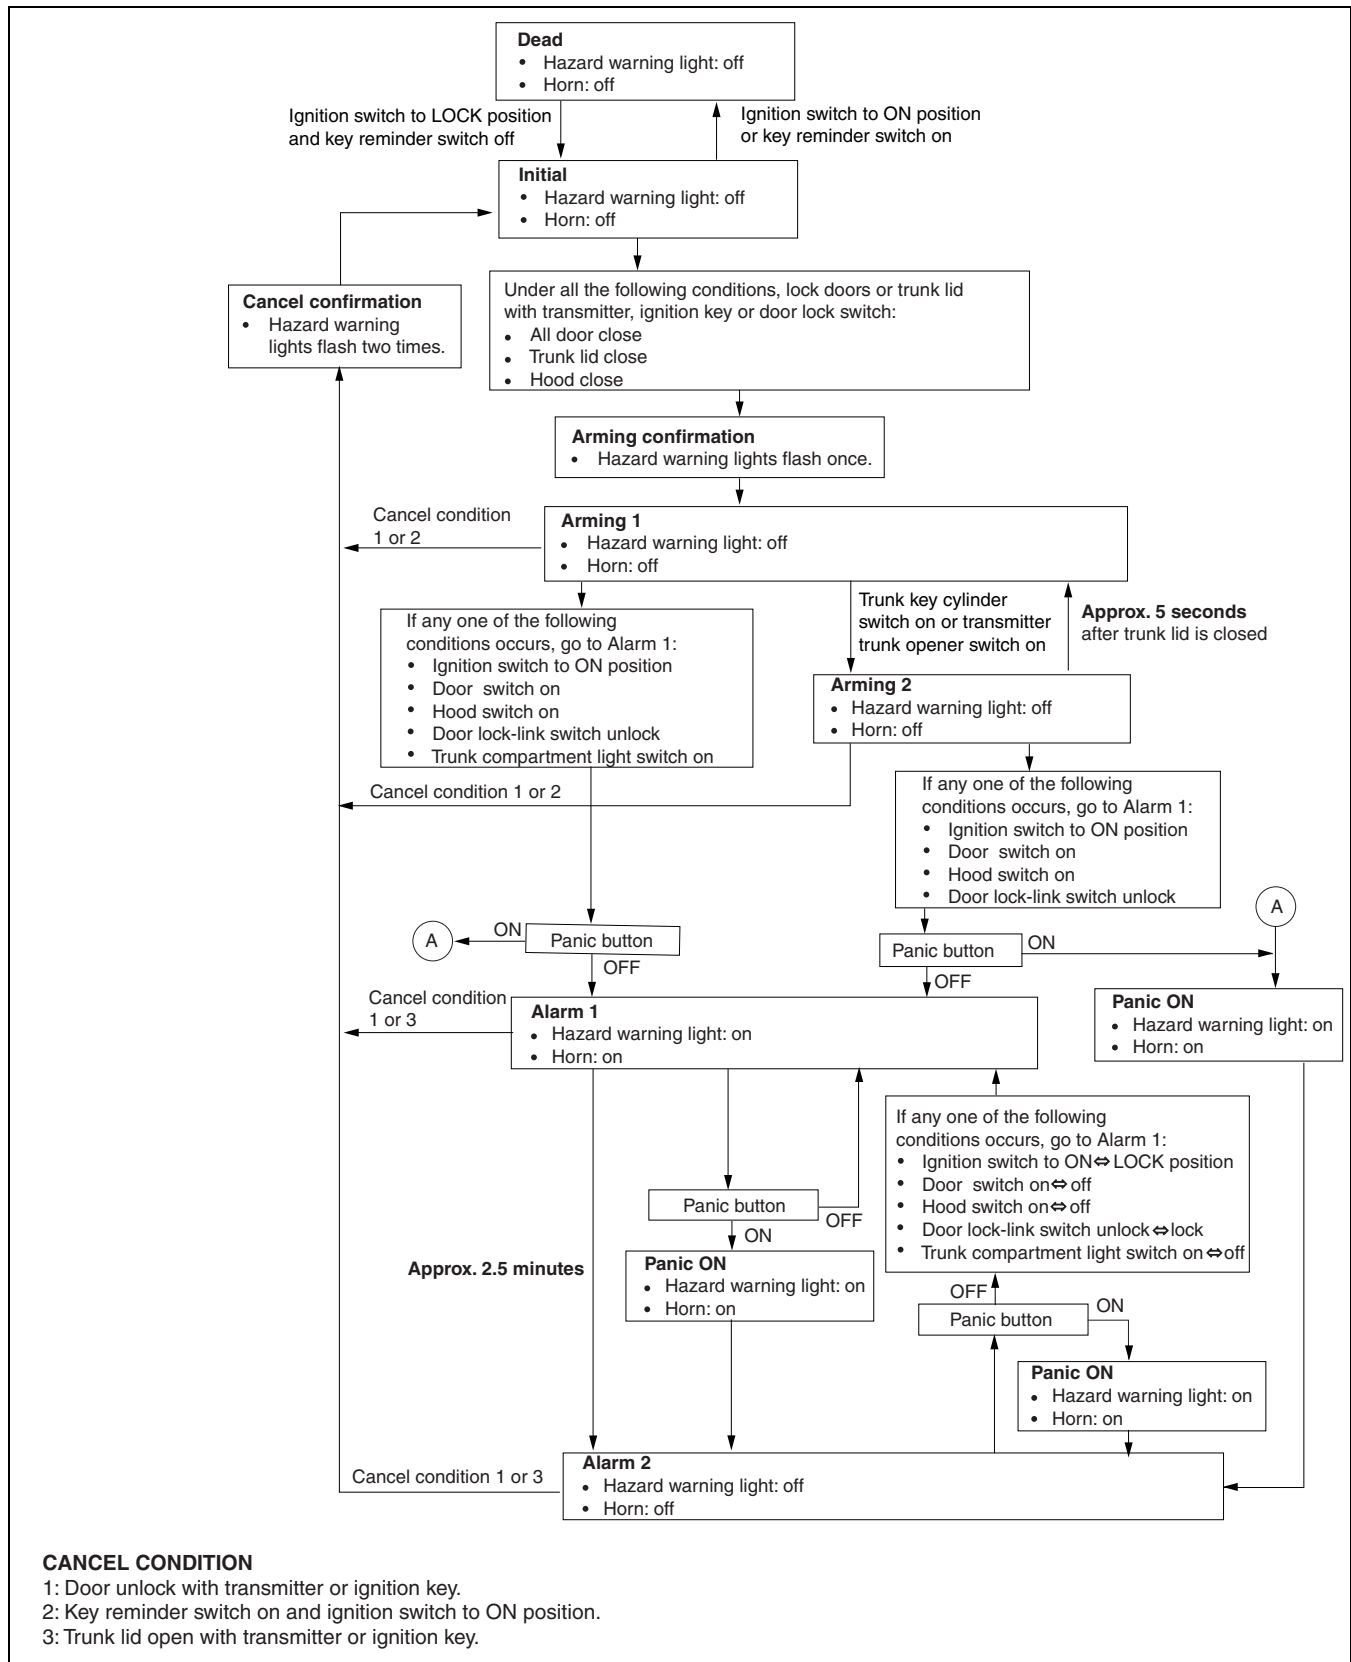 Dead
• Hazard warning light: off
• Horn: off
Ignition switch to LOCK position
and key reminder switch off
Ignition switch to ON position
or key reminder switch on
Initial
• Hazard warning light: off
• Horn: off
Cancel confirmation
• Hazard warning
lights flash two times.
Under all the following conditions, lock doors or trunk lid
with transmitter, ignition key or door lock switch:
• All door close
• Trunk lid close
• Hood close
Arming confirmation
• Hazard warning lights flash once.
Cancel condition
1 or 2
Arming 1
• Hazard warning light: off
• Horn: off
If any one of the following
conditions occurs, go to Alarm 1:
• Ignition switch to ON position
• Door switch on
• Hood switch on
• Door lock-link switch unlock
• Trunk compartment light switch on
Trunk key cylinder
switch on or transmitter
trunk opener switch on
Approx. 5 seconds
after trunk lid is closed
Arming 2
• Hazard warning light: off
• Horn: off
Cancel condition 1 or 2
If any one of the following
conditions occurs, go to Alarm 1:
• Ignition switch to ON position
• Door switch on
• Hood switch on
• Door lock-link switch unlock
A
ON
Panic button
OFF
Panic button
ON
OFF
A
Cancel condition
1 or 3
Alarm 1
• Hazard warning light: on
• Horn: on
Panic ON
• Hazard warning light: on
• Horn: on
If any one of the following
conditions occurs, go to Alarm 1:
• Ignition switch to ON⇔LOCK position
• Door switch on⇔off
• Hood switch on⇔off
• Door lock-link switch unlock⇔lock
• Trunk compartment light switch on⇔off
Panic button
OFF
ON
Approx. 2.5 minutes
Panic ON
• Hazard warning light: on
• Horn: on
OFF
Panic button
ON
Panic ON
• Hazard warning light: on
• Horn: on
Cancel condition 1 or 3
Alarm 2
• Hazard warning light: off
• Horn: off
CANCEL CONDITION
1: Door unlock with transmitter or ignition key.
2: Key reminder switch on and ignition switch to ON position.
3: Trunk lid open with transmitter or ignition key.